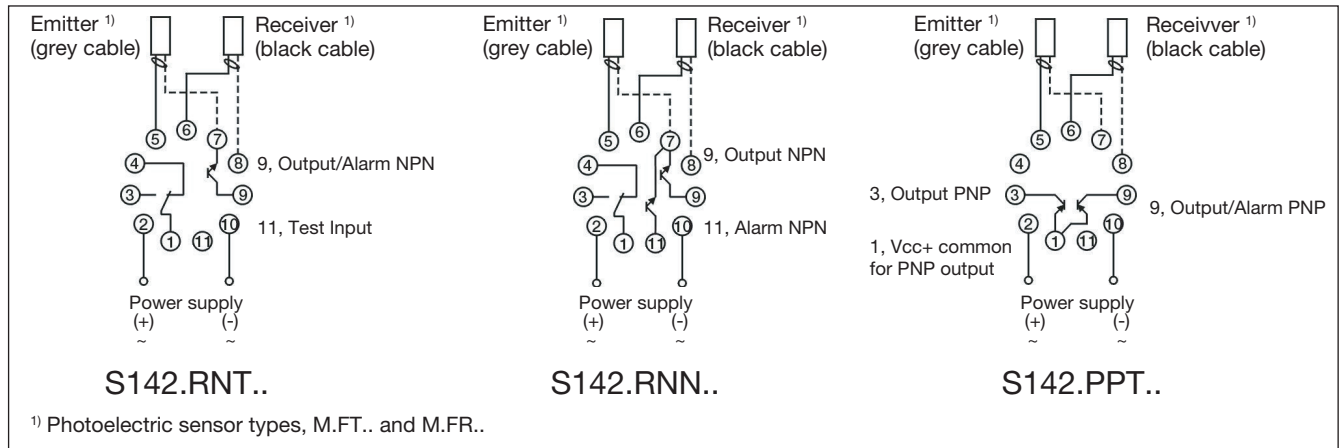 Emitter 1)
(grey cable)
Receiver 1)
(black cable)
5
6
7
4
8
9, Output/Alarm NPN
3
9
2
10
11, Test Input
1
11
Power supply
(+)
(-)
~
~
S142.RNT..
Emitter 1)
(grey cable)
Receiver 1)
(black cable)
5
6
7
4
8
9, Output NPN
3
9
2
10
11, Alarm NPN
1
11
Power supply
(+)
(-)
~
~
S142.RNN..
Emitter 1)
(grey cable)
Receivver 1)
(black cable)
5
6
7
4
8
3, Output PNP
3
9
9, Output/Alarm PNP
2
10
1
11
1, Vcc+ common
for PNP output
Power supply
(+)
(-)
~
~
S142.PPT..
1) Photoelectric sensor types, M.FT.. and M.FR..